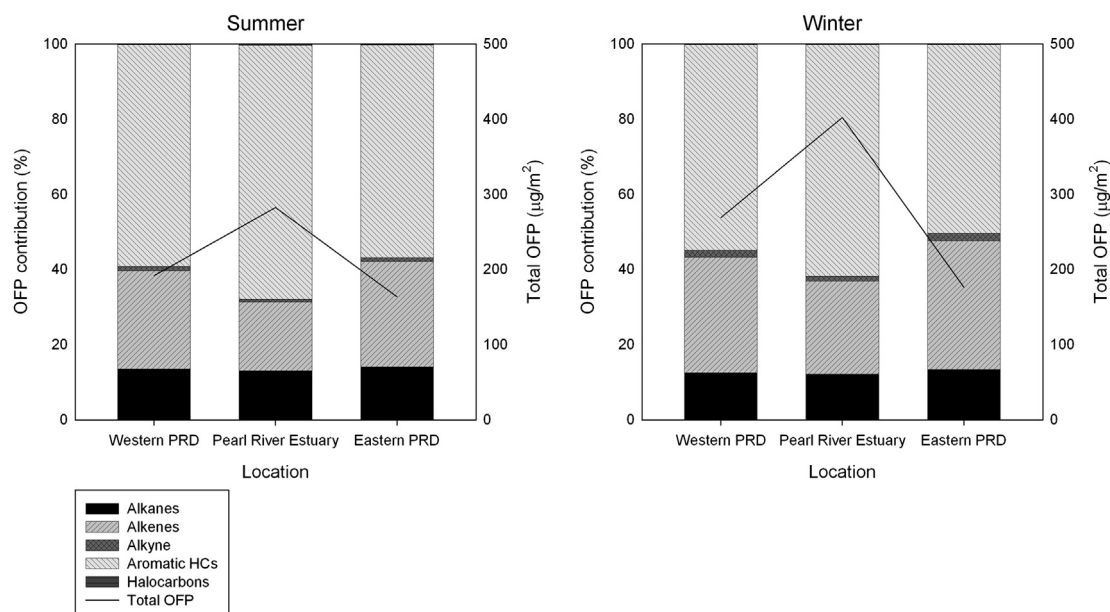 Summer
OFP contribution (%)
100
80
60
40
20
0
Total OFP (µg/m²)
500
400
300
200
100
0
Western PRD
Pearl River Estuary
Eastern PRD
Location
Winter
OFP contribution (%)
100
80
60
40
20
0
Total OFP (µg/m²)
500
400
300
200
100
0
Western PRD
Pearl River Estuary
Eastern PRD
Location
Alkanes
Alkenes
Alkyne
Aromatic HCs
Halocarbons
Total OFP